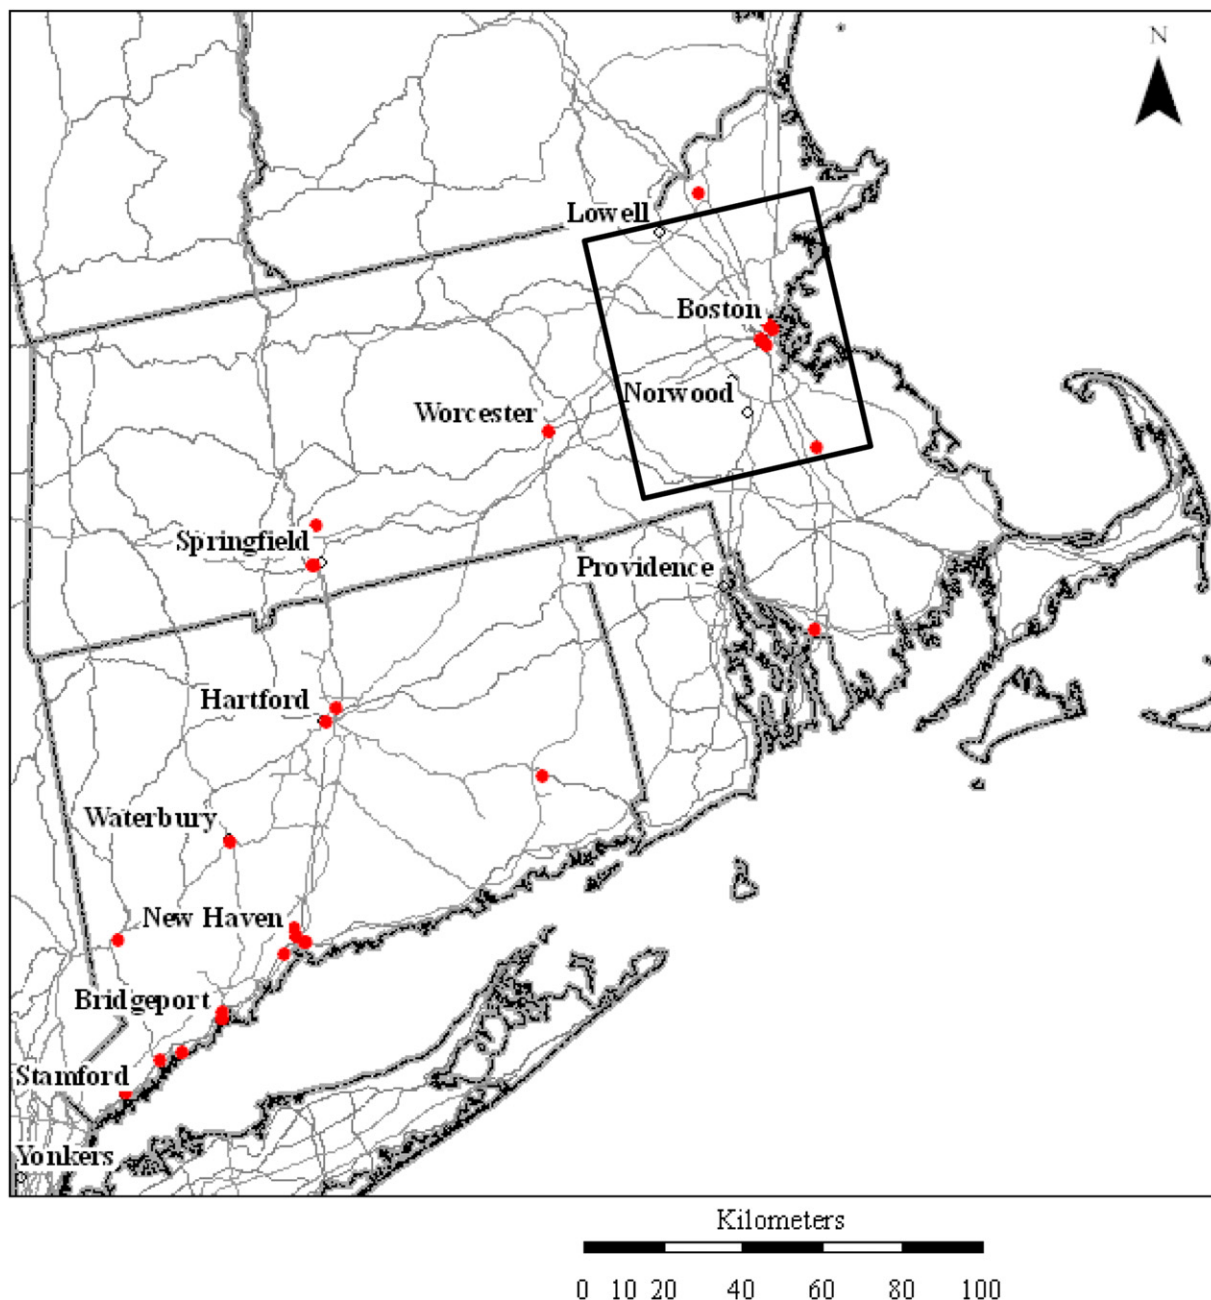 N
Lowell
Boston
Norwood
Worcester
Springfield
Providence
Hartford
Waterbury
New Haven
Bridgeport
Stamford
Yonkers
Kilometers
0 10 20 40 60 80 100